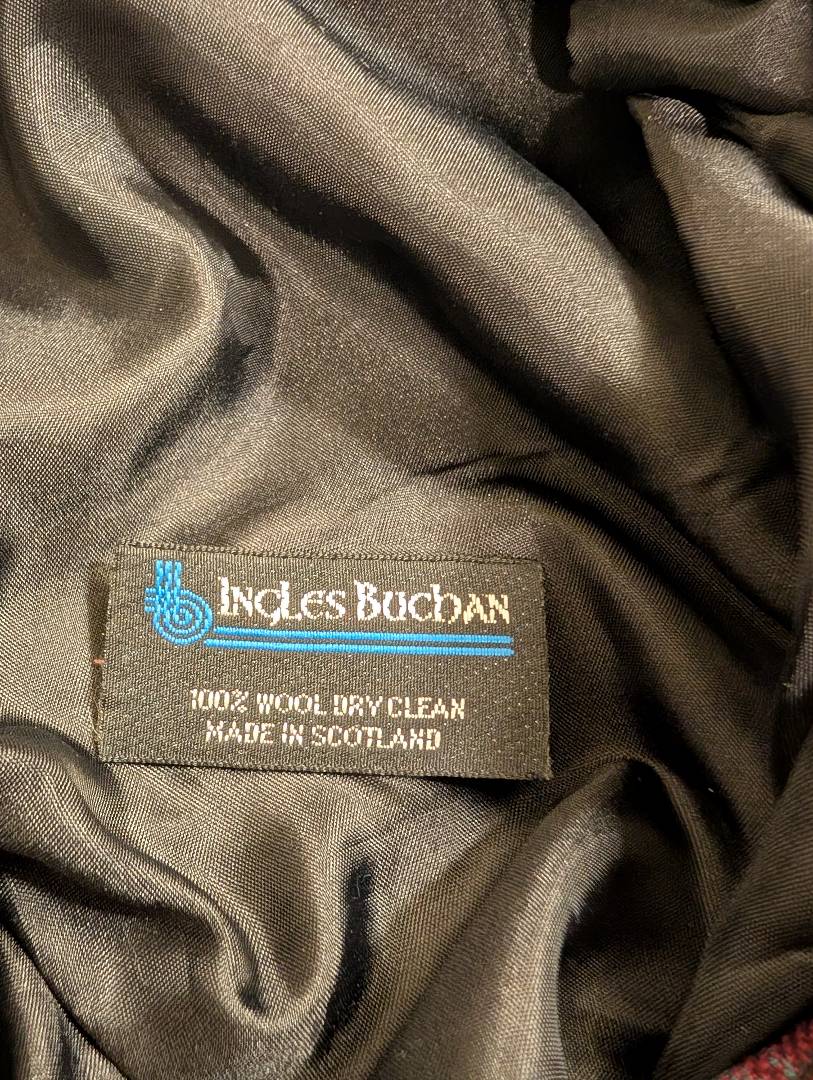 Ingles Buchan
100% WOOL DRY CLEAN
MADE IN SCOTLAND